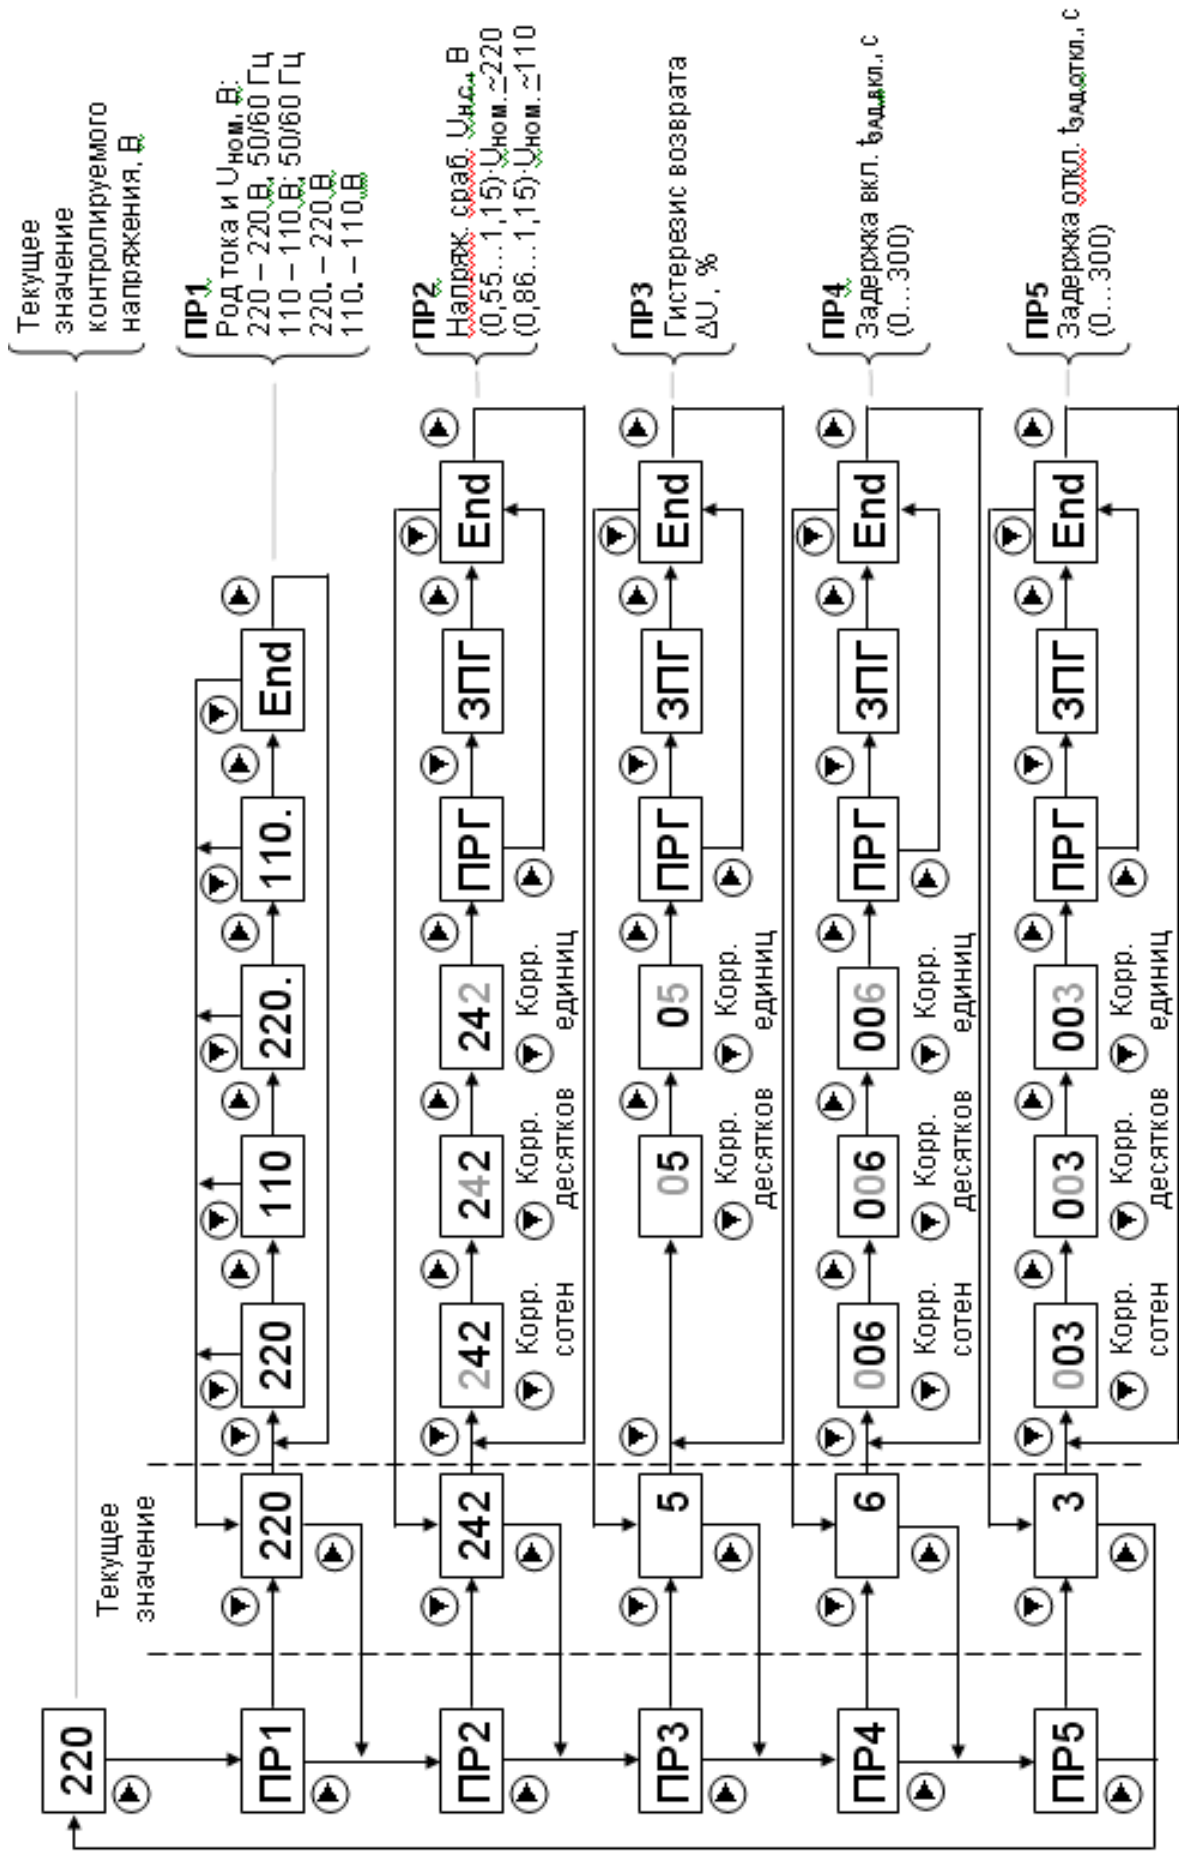 220
Текущее
значение
контролируемого
напряжения, В
Текущее
значение
ПР1
220
220
110
220.
110.
End
ПР1
Род тока и Uном, В:
220 – 220 В, 50/60 Гц
110 – 110 В; 50/60 Гц
220. – 220 В
110. – 110 В
ПР2
242
242
242
242
ПРГ
ЗПГ
End
Корр.
сотен
Корр.
десятков
Корр.
единиц
ПР2
Напряж. сраб. Uн.с., В
(0,55...1,15)·Uном.~220
(0,86...1,15)·Uном.~110
ПР3
5
05
05
ПРГ
ЗПГ
End
Корр.
десятков
Корр.
единиц
ПР3
Гистерезис возврата
ΔU, %
ПР4
6
006
006
006
ПРГ
ЗПГ
End
Корр.
сотен
Корр.
десятков
Корр.
единиц
ПР4
Задержка вкл. tзад.вкл., с
(0...300)
ПР5
3
003
003
003
ПРГ
ЗПГ
End
Корр.
сотен
Корр.
десятков
Корр.
единиц
ПР5
Задержка откл. tзад.откл., с
(0...300)